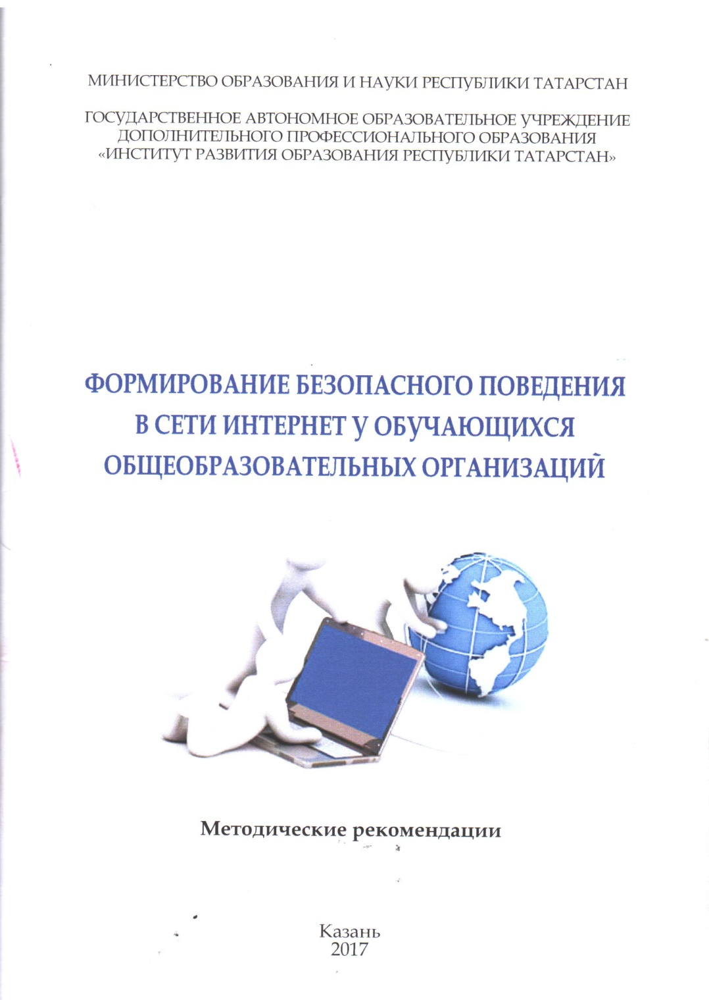 МИНИСТЕРСТВО ОБРАЗОВАНИЯ И НАУКИ РЕСПУБЛИКИ ТАТАРСТАН
ГОСУДАРСТВЕННОЕ АВТОНОМНОЕ ОБРАЗОВАТЕЛЬНОЕ УЧРЕЖДЕНИЕ
ДОПОЛНИТЕЛЬНОГО ПРОФЕССИОНАЛЬНОГО ОБРАЗОВАНИЯ
«ИНСТИТУТ РАЗВИТИЯ ОБРАЗОВАНИЯ РЕСПУБЛИКИ ТАТАРСТАН»
ФОРМИРОВАНИЕ БЕЗОПАСНОГО ПОВЕДЕНИЯ
В СЕТИ ИНТЕРНЕТ У ОБУЧАЮЩИХСЯ
ОБЩЕОБРАЗОВАТЕЛЬНЫХ ОРГАНИЗАЦИЙ
Методические рекомендации
Казань
2017